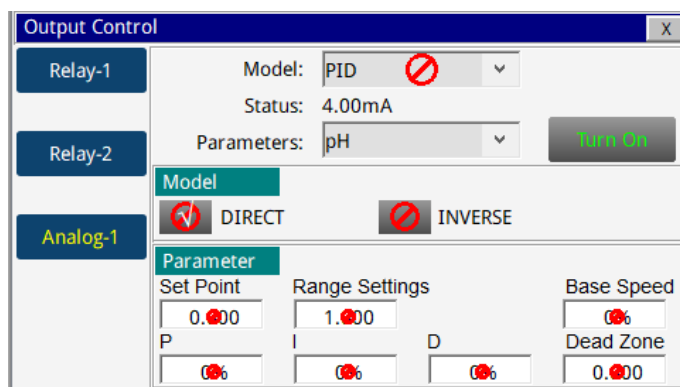 Output Control X
Relay-1
Model: PID
Status: 4.00mA
Relay-2
Parameters: pH Turn On
Model
DIRECT INVERSE
Analog-1
Parameter
Set Point Range Settings Base Speed
P I D Dead Zone